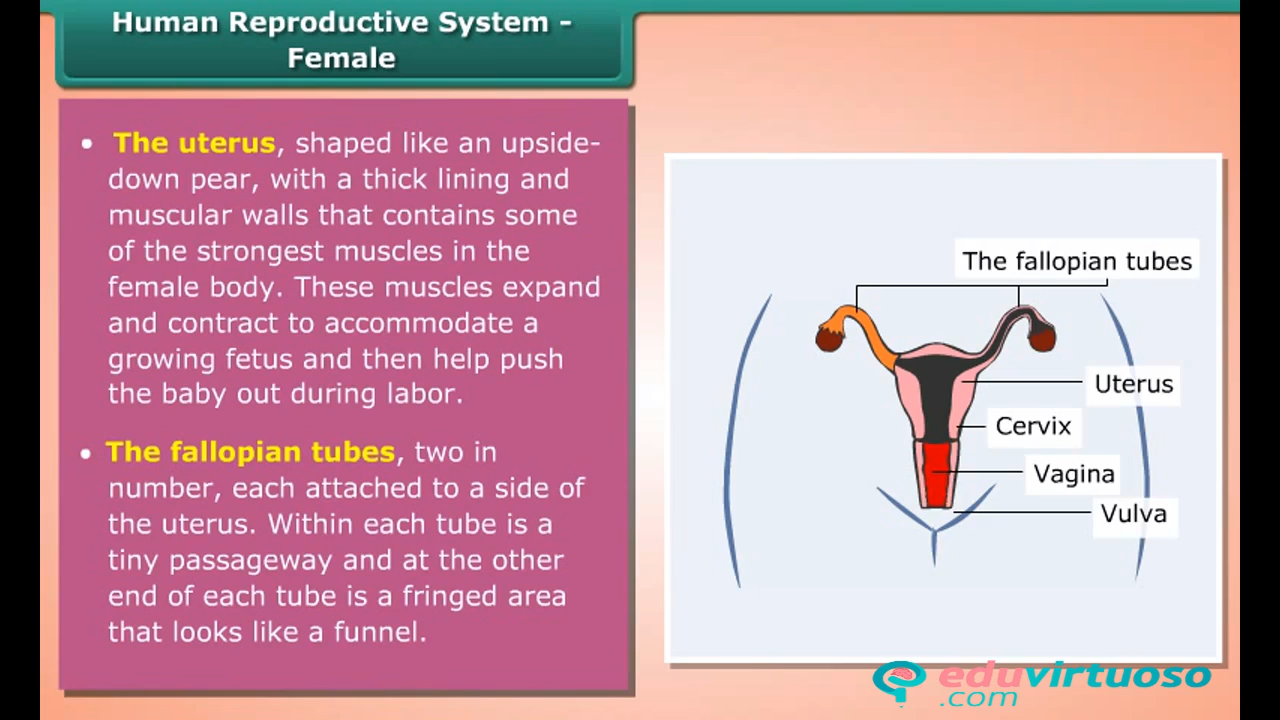 Human Reproductive System -
Female
• The uterus, shaped like an upside-
down pear, with a thick lining and
muscular walls that contains some
of the strongest muscles in the
female body. These muscles expand
and contract to accommodate a
growing fetus and then help push
the baby out during labor.
• The fallopian tubes, two in
number, each attached to a side of
the uterus. Within each tube is a
tiny passageway and at the other
end of each tube is a fringed area
that looks like a funnel.
The fallopian tubes
Uterus
Cervix
Vagina
Vulva
eduvirtuoso
.com